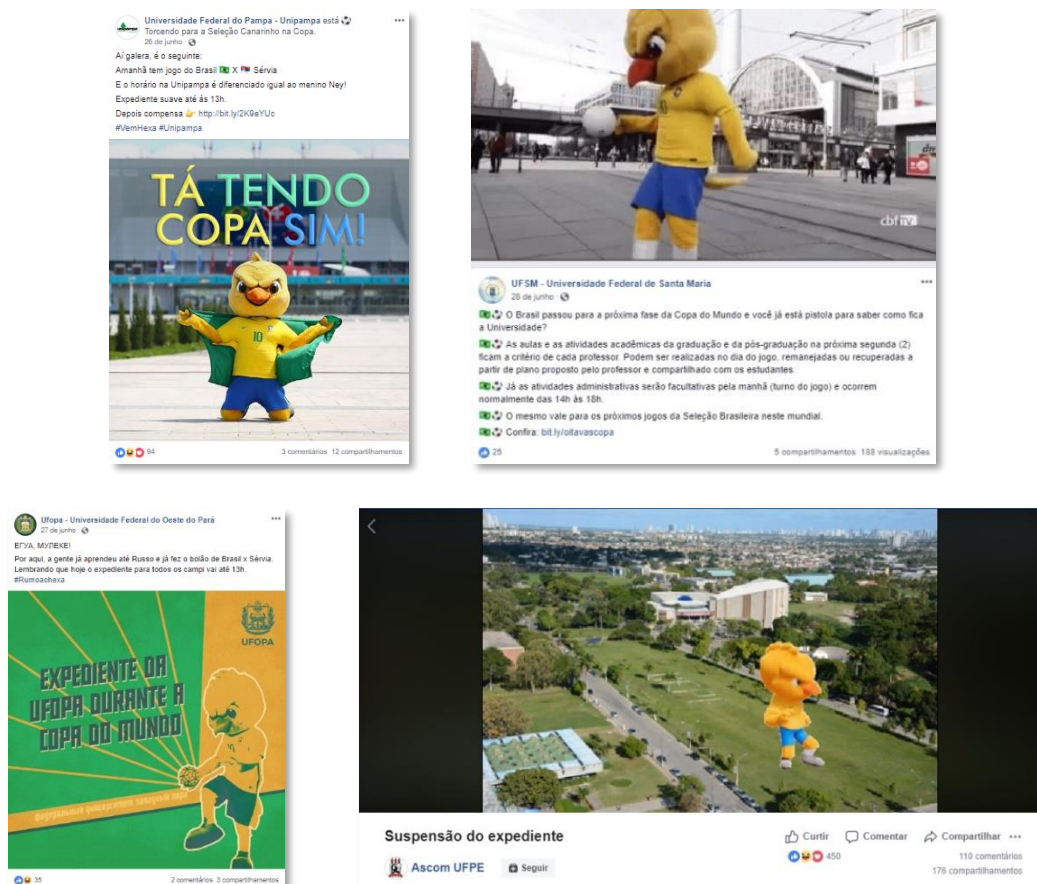 Universidade Federal do Pampa - Unipampa está ⚽
Torcendo para a Seleção Canarinho na Copa.
26 de junho ·
Aí galera, é o seguinte:
Amanhã tem jogo do Brasil 🇧🇷 X 🇷🇸 Sérvia
E o horário na Unipampa é diferenciado igual ao menino Ney!
Expediente suave até ás 13h.
Depois compensa 👉 http://bit.ly/2K9eYUc
#VemHexa #Unipampa
TÁ TENDO
COPA SIM!
10
94
3 comentários 12 compartilhamentos
cbf TV
UFSM - Universidade Federal de Santa Maria
28 de junho ·
🇧🇷⚽ O Brasil passou para a próxima fase da Copa do Mundo e você já está pistola para saber como fica
a Universidade?
🇧🇷⚽ As aulas e as atividades acadêmicas da graduação e da pós-graduação na próxima segunda (2)
ficam a critério de cada professor. Podem ser realizadas no dia do jogo, remanejadas ou recuperadas a
partir de plano proposto pelo professor e compartilhado com os estudantes.
🇧🇷⚽ Já as atividades administrativas serão facultativas pela manhã (turno do jogo) e ocorrem
normalmente das 14h às 18h.
🇧🇷⚽ O mesmo vale para os próximos jogos da Seleção Brasileira neste mundial.
🇧🇷⚽ Confira: bit.ly/oitavascopa
25
5 compartilhamentos 188 visualizações
Ufopa - Universidade Federal do Oeste do Pará
27 de junho ·
ЕГУА, МУЛЕКЕ!
Por aqui, a gente já aprendeu até Russo e já fez o bolão de Brasil x Sérvia.
Lembrando que hoje o expediente para todos os campi vai até 13h.
#Rumoaohexa
UFOPA
EXPEDIENTE DA
UFOPA DURANTE A
COPA DO MUNDO
35
2 comentários 3 compartilhamentos
Suspensão do expediente
Curtir Comentar Compartilhar
Ascom UFPE
Seguir
450
110 comentários
176 compartilhamentos